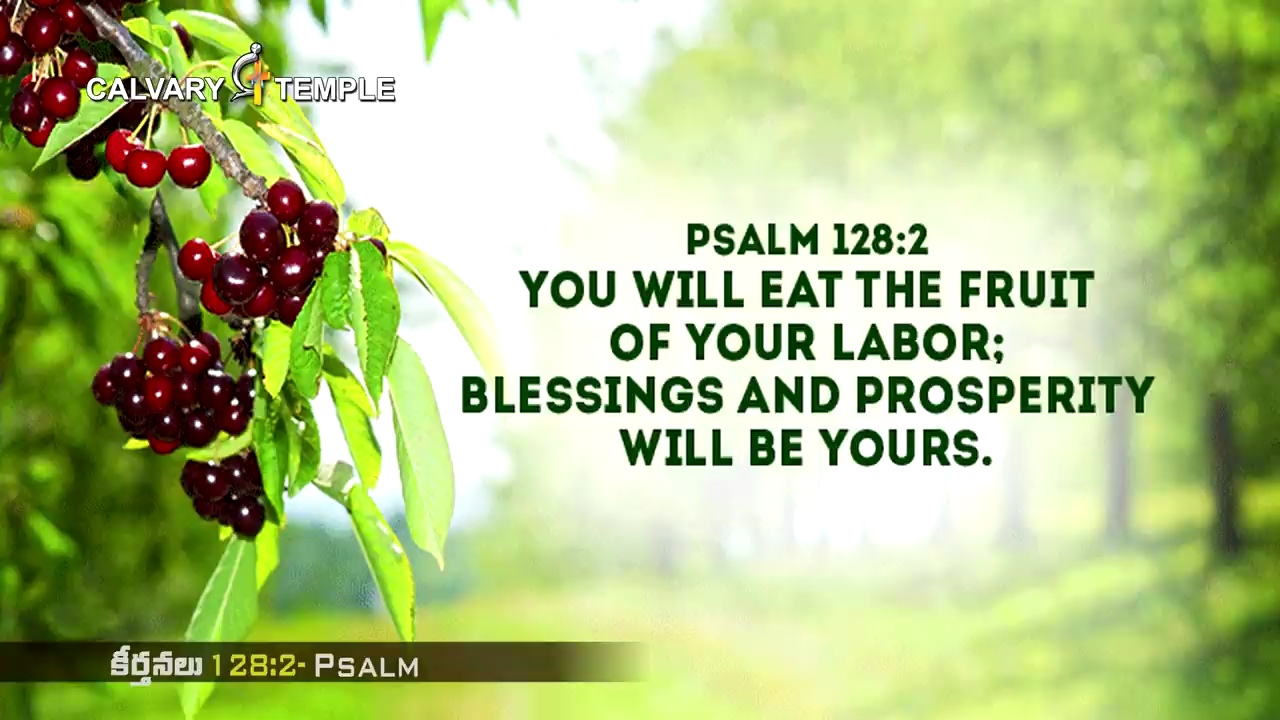 CALVARY TEMPLE
PSALM 128:2
YOU WILL EAT THE FRUIT
OF YOUR LABOR;
BLESSINGS AND PROSPERITY
WILL BE YOURS.
కీర్తనలు 128:2- PSALM